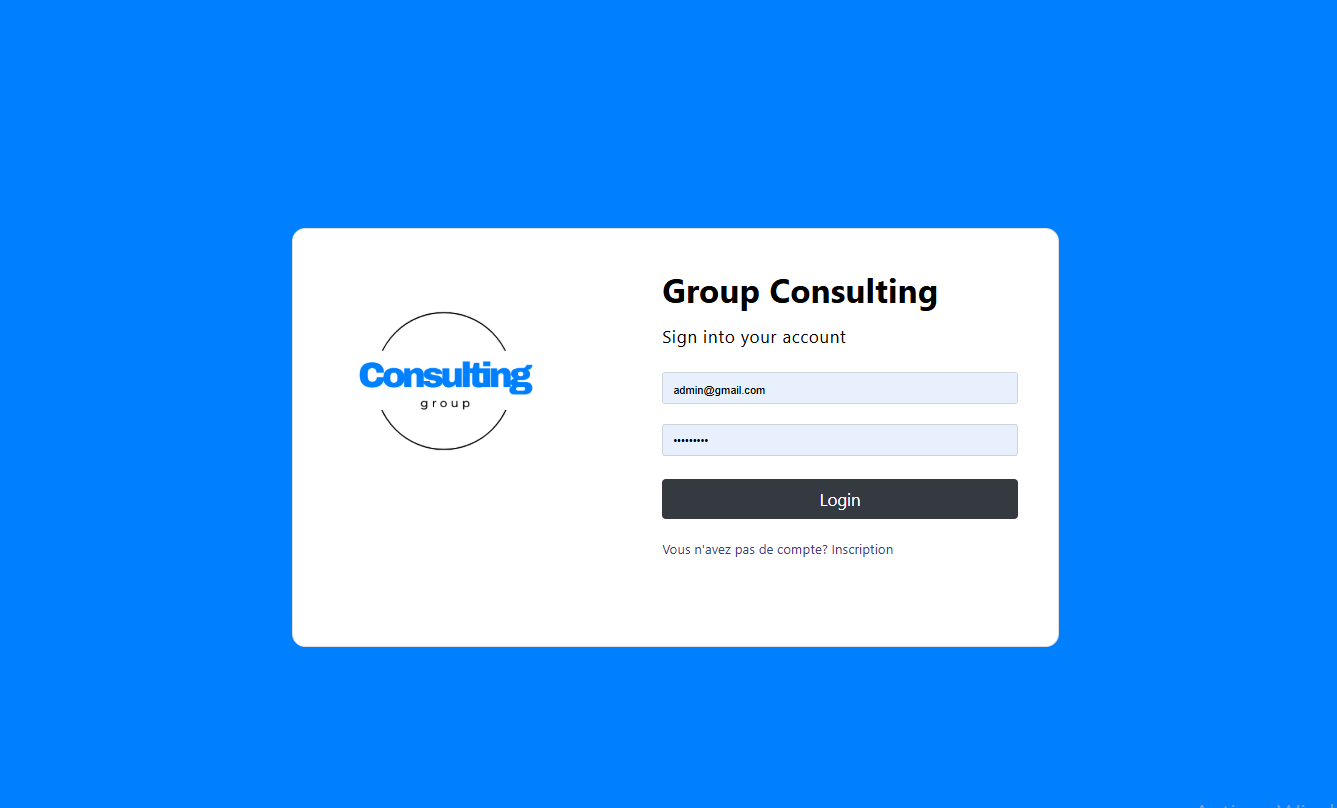 Consulting
group
Group Consulting
Sign into your account
admin@gmail.com
•••••••••
Login
Vous n'avez pas de compte? Inscription